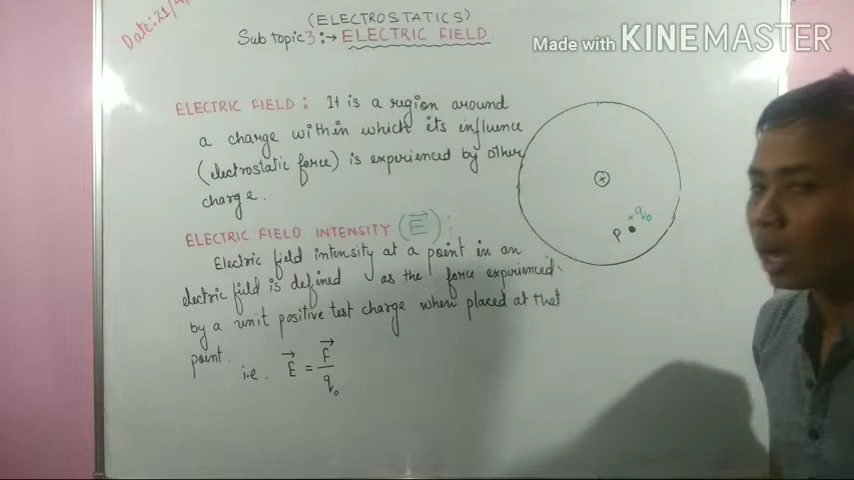 (ELECTROSTATICS)
Date:21/4/
Sub topic 3:→ ELECTRIC FIELD.
Made with KINEMASTER
ELECTRIC FIELD: It is a region around
a charge within which its influence
(electrostatic force) is experienced by other
charge.
+
+q₀
P
ELECTRIC FIELD INTENSITY (E⃗):
Electric field intensity at a point in an
electric field is defined as the force experienced
by a unit positive test charge when placed at that
point.
i.e. E⃗ = F⃗/q₀